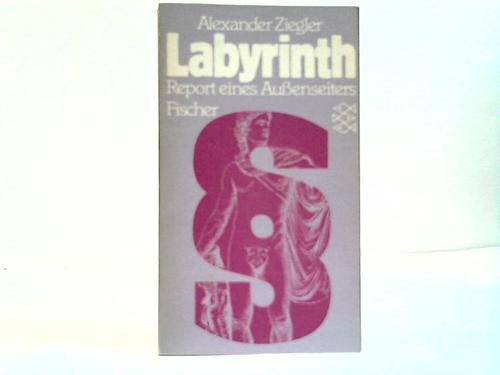 Alexander Ziegler
Labyrinth
Report eines Außenseiters
Fischer
§